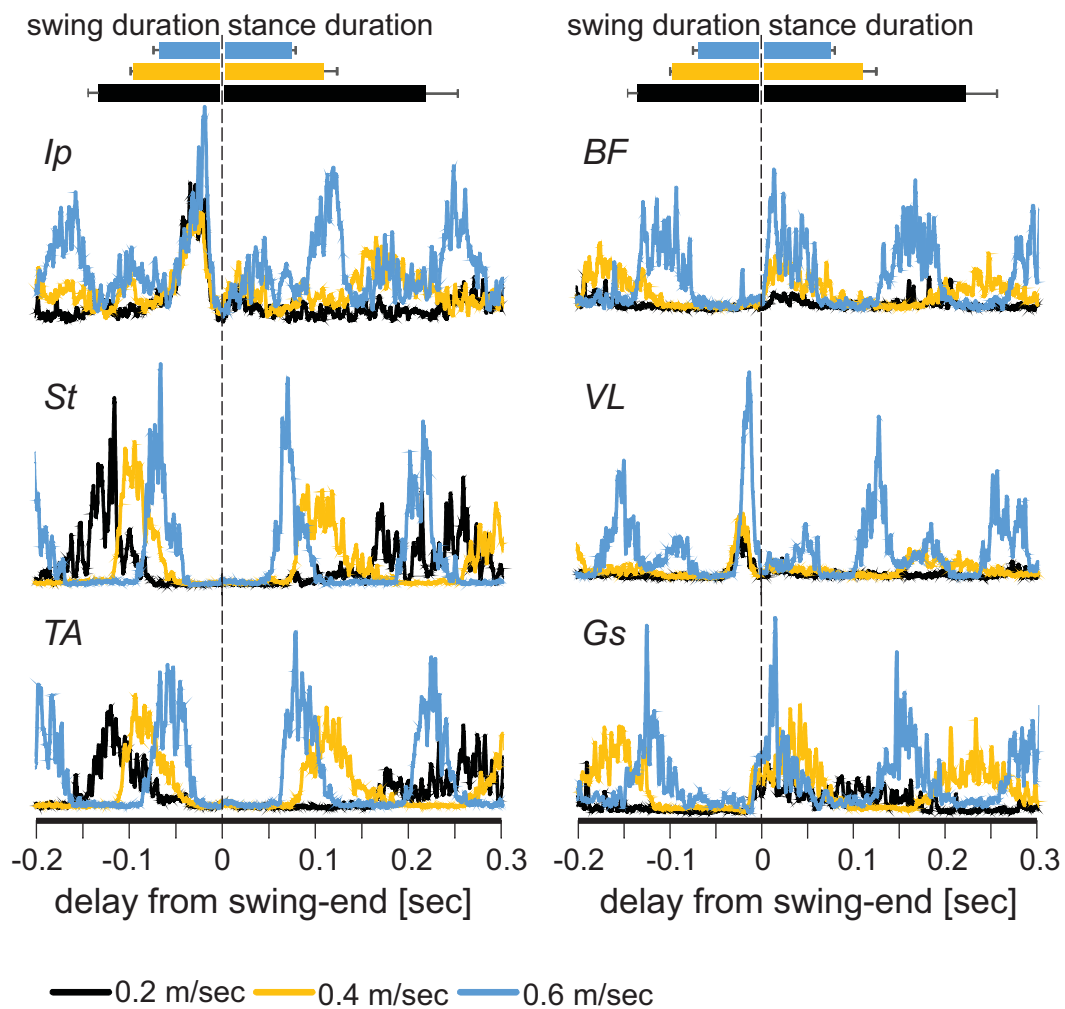 swing duration stance duration
swing duration stance duration
Ip
BF
St
VL
TA
Gs
-0.2 -0.1 0 0.1 0.2 0.3
-0.2 -0.1 0 0.1 0.2 0.3
delay from swing-end [sec]
delay from swing-end [sec]
0.2 m/sec 0.4 m/sec 0.6 m/sec